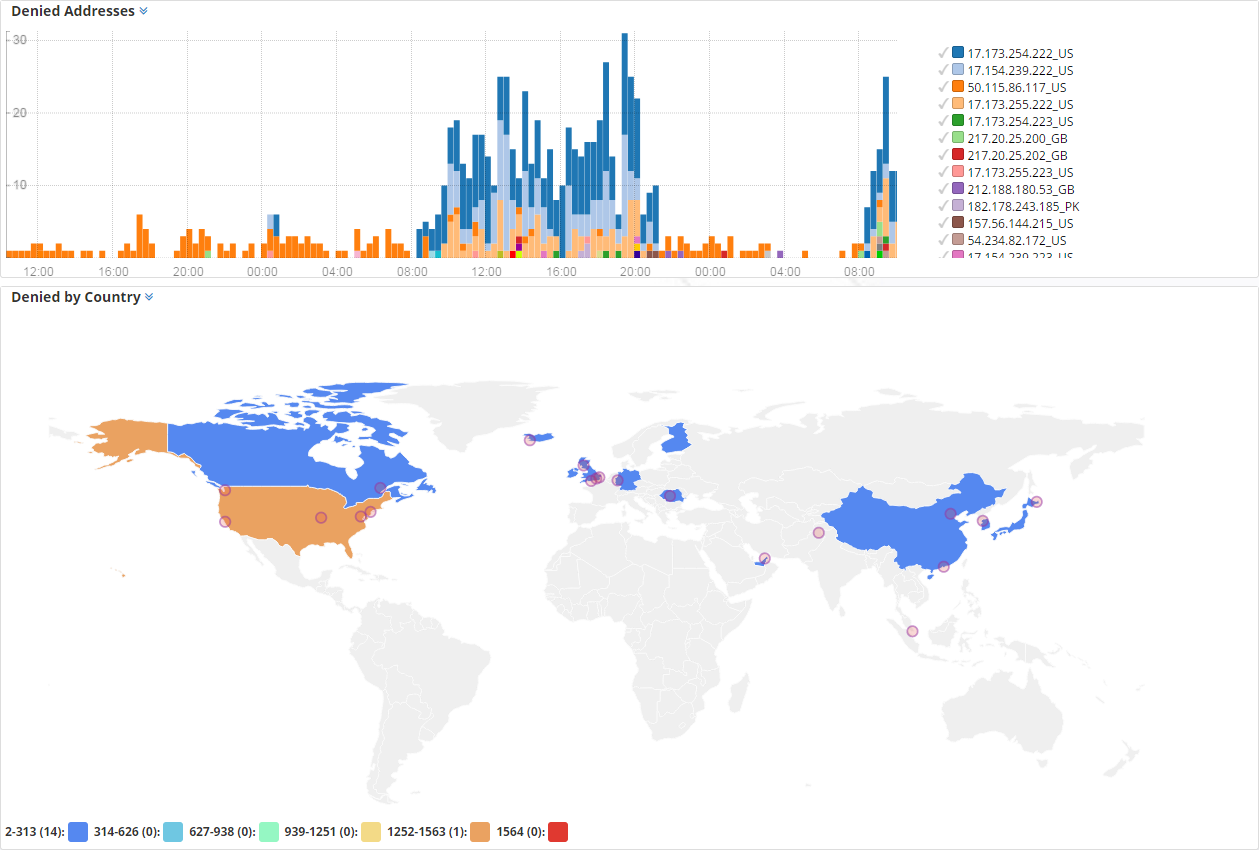 Denied Addresses
30
20
10
12:00 16:00 20:00 00:00 04:00 08:00 12:00 16:00 20:00 00:00 04:00 08:00
17.173.254.222_US
17.154.239.222_US
50.115.86.117_US
17.173.255.222_US
17.173.254.223_US
217.20.25.200_GB
217.20.25.202_GB
17.173.255.223_US
212.188.180.53_GB
182.178.243.185_PK
157.56.144.215_US
54.234.82.172_US
17.154.239.223_US
Denied by Country
2-313 (14): 314-626 (0): 627-938 (0): 939-1251 (0): 1252-1563 (1): 1564 (0):